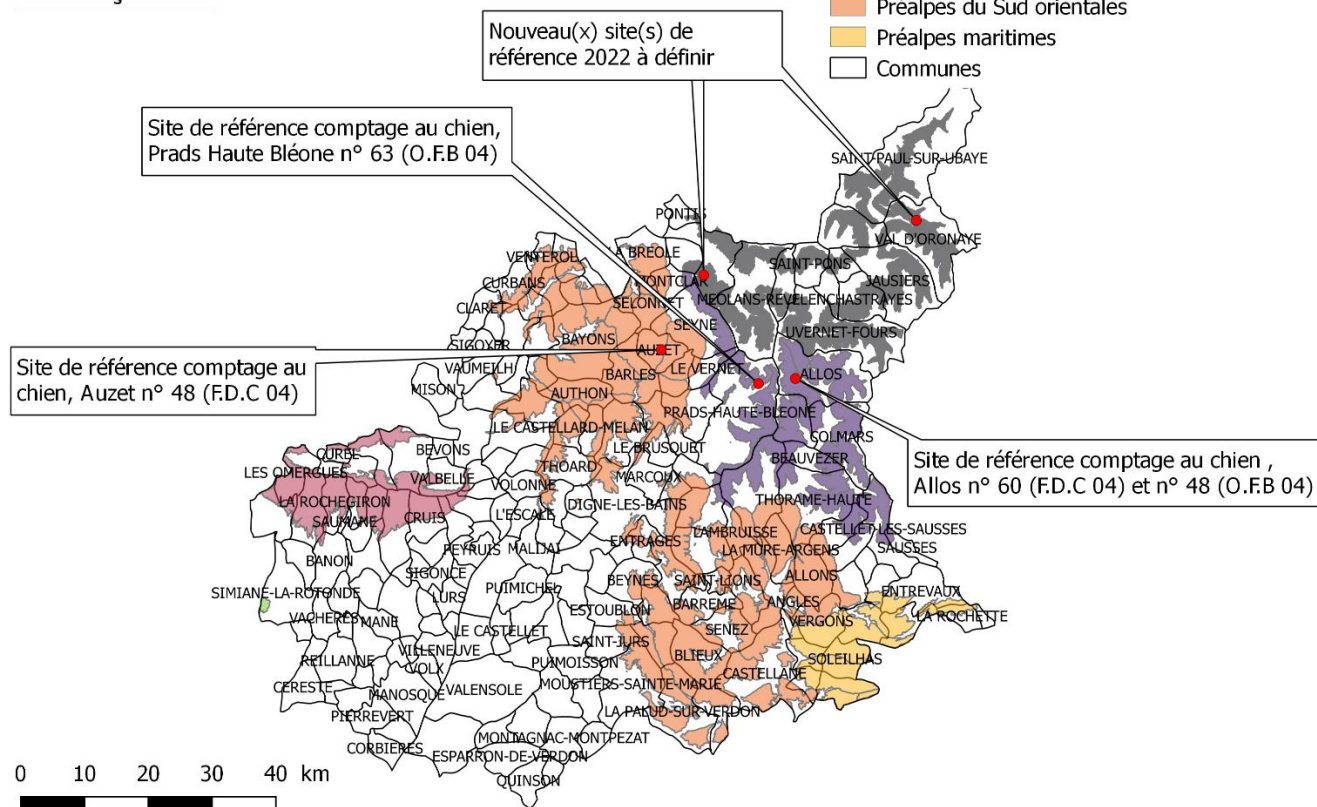 Préalpes du Sud orientales
Préalpes maritimes
Communes
Nouveau(x) site(s) de
référence 2022 à définir
Site de référence comptage au chien,
Prads Haute Bléone n° 63 (O.F.B 04)
Site de référence comptage au
chien, Auzet n° 48 (F.D.C 04)
Site de référence comptage au chien ,
Allos n° 60 (F.D.C 04) et n° 48 (O.F.B 04)
SAINT-PAUL-SUR-UBAYE
PONTIS
VAL D'ORONAYE
LA BREOLE
VENTEROL
SAINT-PONS
MONTCLAR
JAUSIERS
CURBANS
MEOLANS-REVEL
ENCHASTRAYES
CLARET
SELONNET
SEYNE
UVERNET-FOURS
BAYONS
SIGOYER
AUZET
VAUMEILH
LE VERNET
ALLOS
BARLES
MISON
AUTHON
PRADS-HAUTE-BLEONE
LE CASTELLARD-MELAN
COLMARS
LE BRUSQUET
BEVONS
CUREL
BEAUVEZER
LES OMERGUES
VALBELLE
THOARD
MARCOUX
VOLONNE
LA ROCHEGIRON
THORAME-HAUTE
DIGNE-LES-BAINS
L'ESCALE
SAUMANE
CRUIS
CASTELLET-LES-SAUSSES
LAMBRUISSE
ENTRAGES
SAUSSES
PEYRUIS
MALIJAI
LA MURE-ARGENS
BANON
SIGONCE
BEYNES
SAINT-LIONS
ALLONS
SIMIANE-LA-ROTONDE
PUIMICHEL
ENTREVAUX
LURS
ANGLES
BARREME
ESTOUBLON
LA ROCHETTE
VACHERES
MANE
VERGONS
LE CASTELLET
SENEZ
SAINT-JURS
VILLENEUVE
BLIEUX
SOLEILHAS
REILLANNE
VOLX
PUIMOISSON
CASTELLANE
CERESTE
MANOSQUE
VALENSOLE
MOUSTIERS-SAINTE-MARIE
PIERREVERT
LA PALUD-SUR-VERDON
MONTAGNAC-MONTPEZAT
CORBIERES
ESPARRON-DE-VERDON
QUINSON
0 10 20 30 40 km